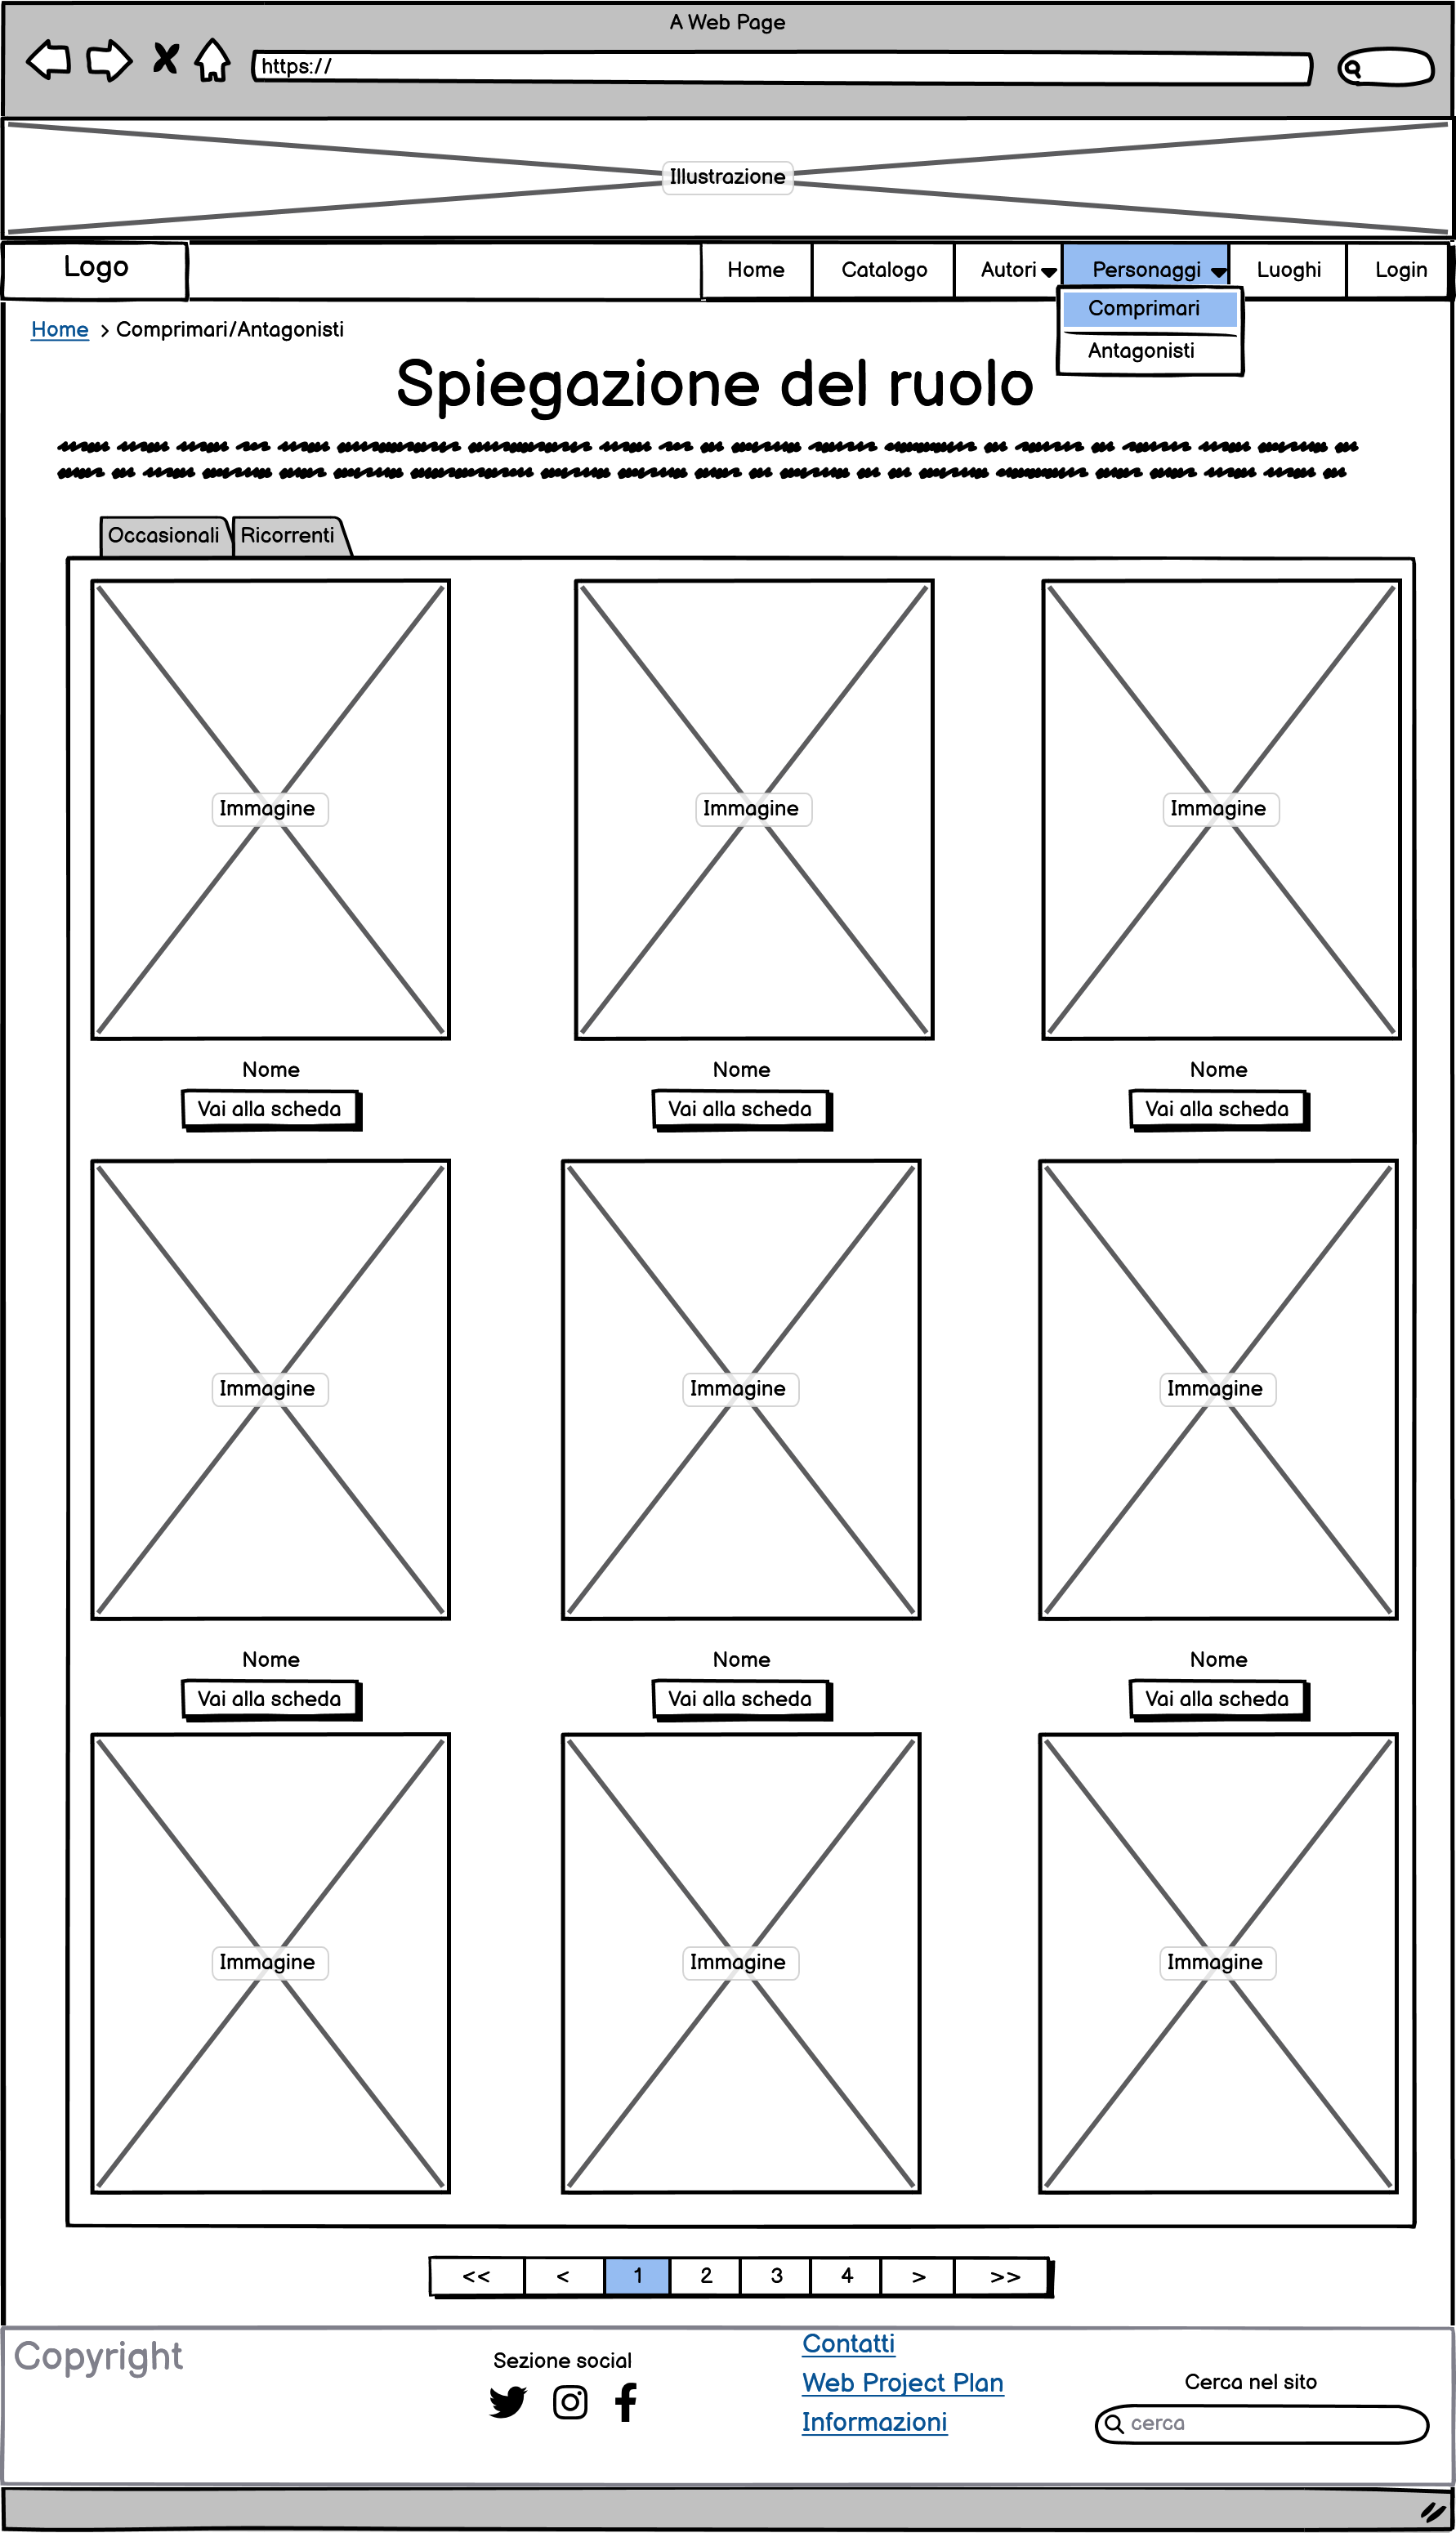 A Web Page
https://
Illustrazione
Logo
Home Catalogo Autori Personaggi Luoghi Login
Comprimari
Antagonisti
Home > Comprimari/Antagonisti
Spiegazione del ruolo
Occasionali Ricorrenti
Immagine Immagine Immagine
Nome Nome Nome
Vai alla scheda Vai alla scheda Vai alla scheda
Immagine Immagine Immagine
Nome Nome Nome
Vai alla scheda Vai alla scheda Vai alla scheda
Immagine Immagine Immagine
<< < 1 2 3 4 > >>
Copyright
Sezione social
Contatti
Web Project Plan
Informazioni
Cerca nel sito
cerca